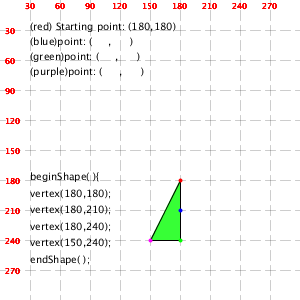 30 60 90 120 150 180 210 240 270
30
60
90
120
150
180
210
240
270
(red) Starting point: (180,180)
(blue)point: (    ,    )
(green)point: (    ,    )
(purple)point: (    ,    )
beginShape(){
vertex(180,180);
vertex(180,210);
vertex(180,240);
vertex(150,240);
endShape();